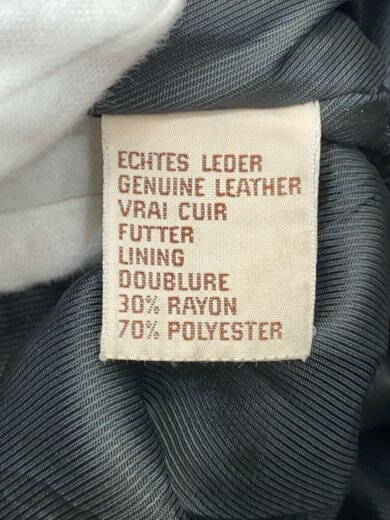 ECHTES LEDER
GENUINE LEATHER
VRAI CUIR
FUTTER
LINING
DOUBLURE
30% RAYON
70% POLYESTER